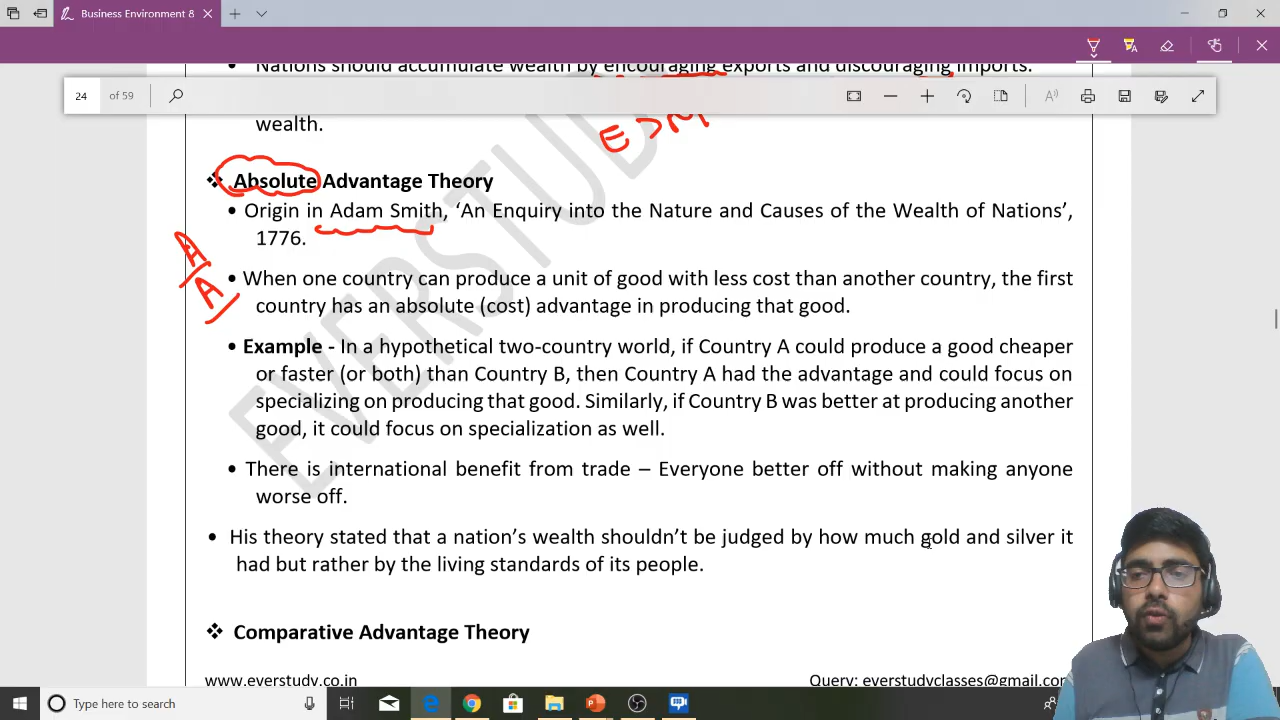 Business Environment 8
• Nations should accumulate wealth by encouraging exports and discouraging imports.
24 of 59
wealth.
E DM
❖ Absolute Advantage Theory
• Origin in Adam Smith, ‘An Enquiry into the Nature and Causes of the Wealth of Nations’,
1776.
A
A
• When one country can produce a unit of good with less cost than another country, the first
country has an absolute (cost) advantage in producing that good.
• Example - In a hypothetical two-country world, if Country A could produce a good cheaper
or faster (or both) than Country B, then Country A had the advantage and could focus on
specializing on producing that good. Similarly, if Country B was better at producing another
good, it could focus on specialization as well.
• There is international benefit from trade – Everyone better off without making anyone
worse off.
• His theory stated that a nation’s wealth shouldn’t be judged by how much gold and silver it
had but rather by the living standards of its people.
❖ Comparative Advantage Theory
www.everstudy.co.in Query: everstudyclasses@gmail.co
EVERSTUD
Type here to search